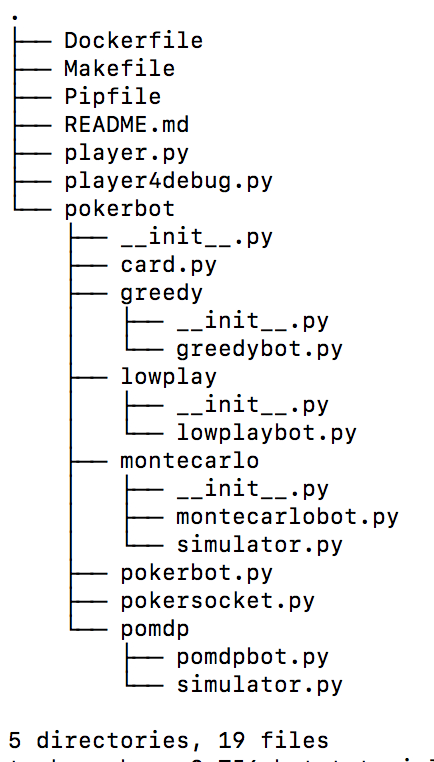 .
├── Dockerfile
├── Makefile
├── Pipfile
├── README.md
├── player.py
├── player4debug.py
└── pokerbot
    ├── __init__.py
    ├── card.py
    ├── greedy
    │   ├── __init__.py
    │   └── greedybot.py
    ├── lowplay
    │   ├── __init__.py
    │   └── lowplaybot.py
    ├── montecarlo
    │   ├── __init__.py
    │   ├── montecarlobot.py
    │   └── simulator.py
    ├── pokerbot.py
    ├── pokersocket.py
    └── pomdp
        ├── pomdpbot.py
        └── simulator.py

5 directories, 19 files